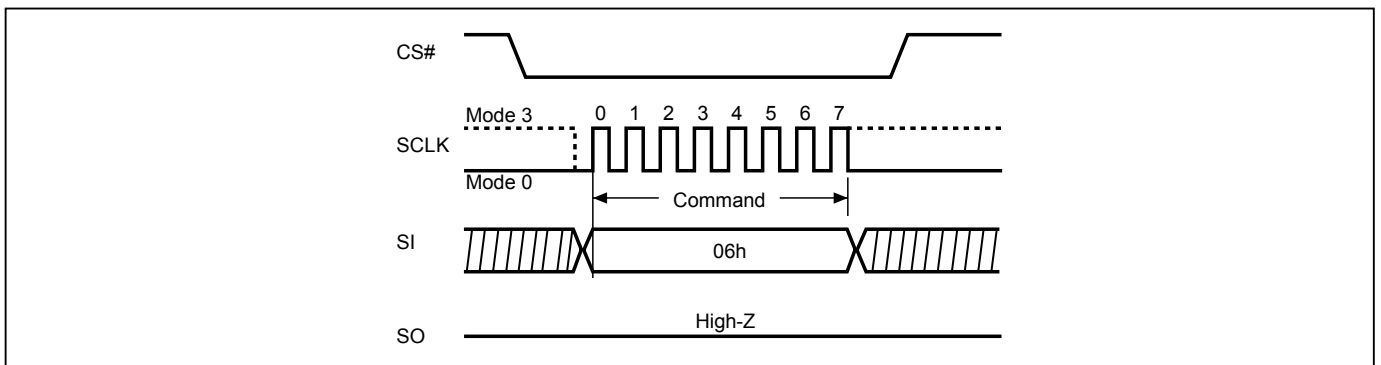 CS#
Mode 3 0 1 2 3 4 5 6 7
SCLK
Mode 0
Command
SI
06h
High-Z
SO